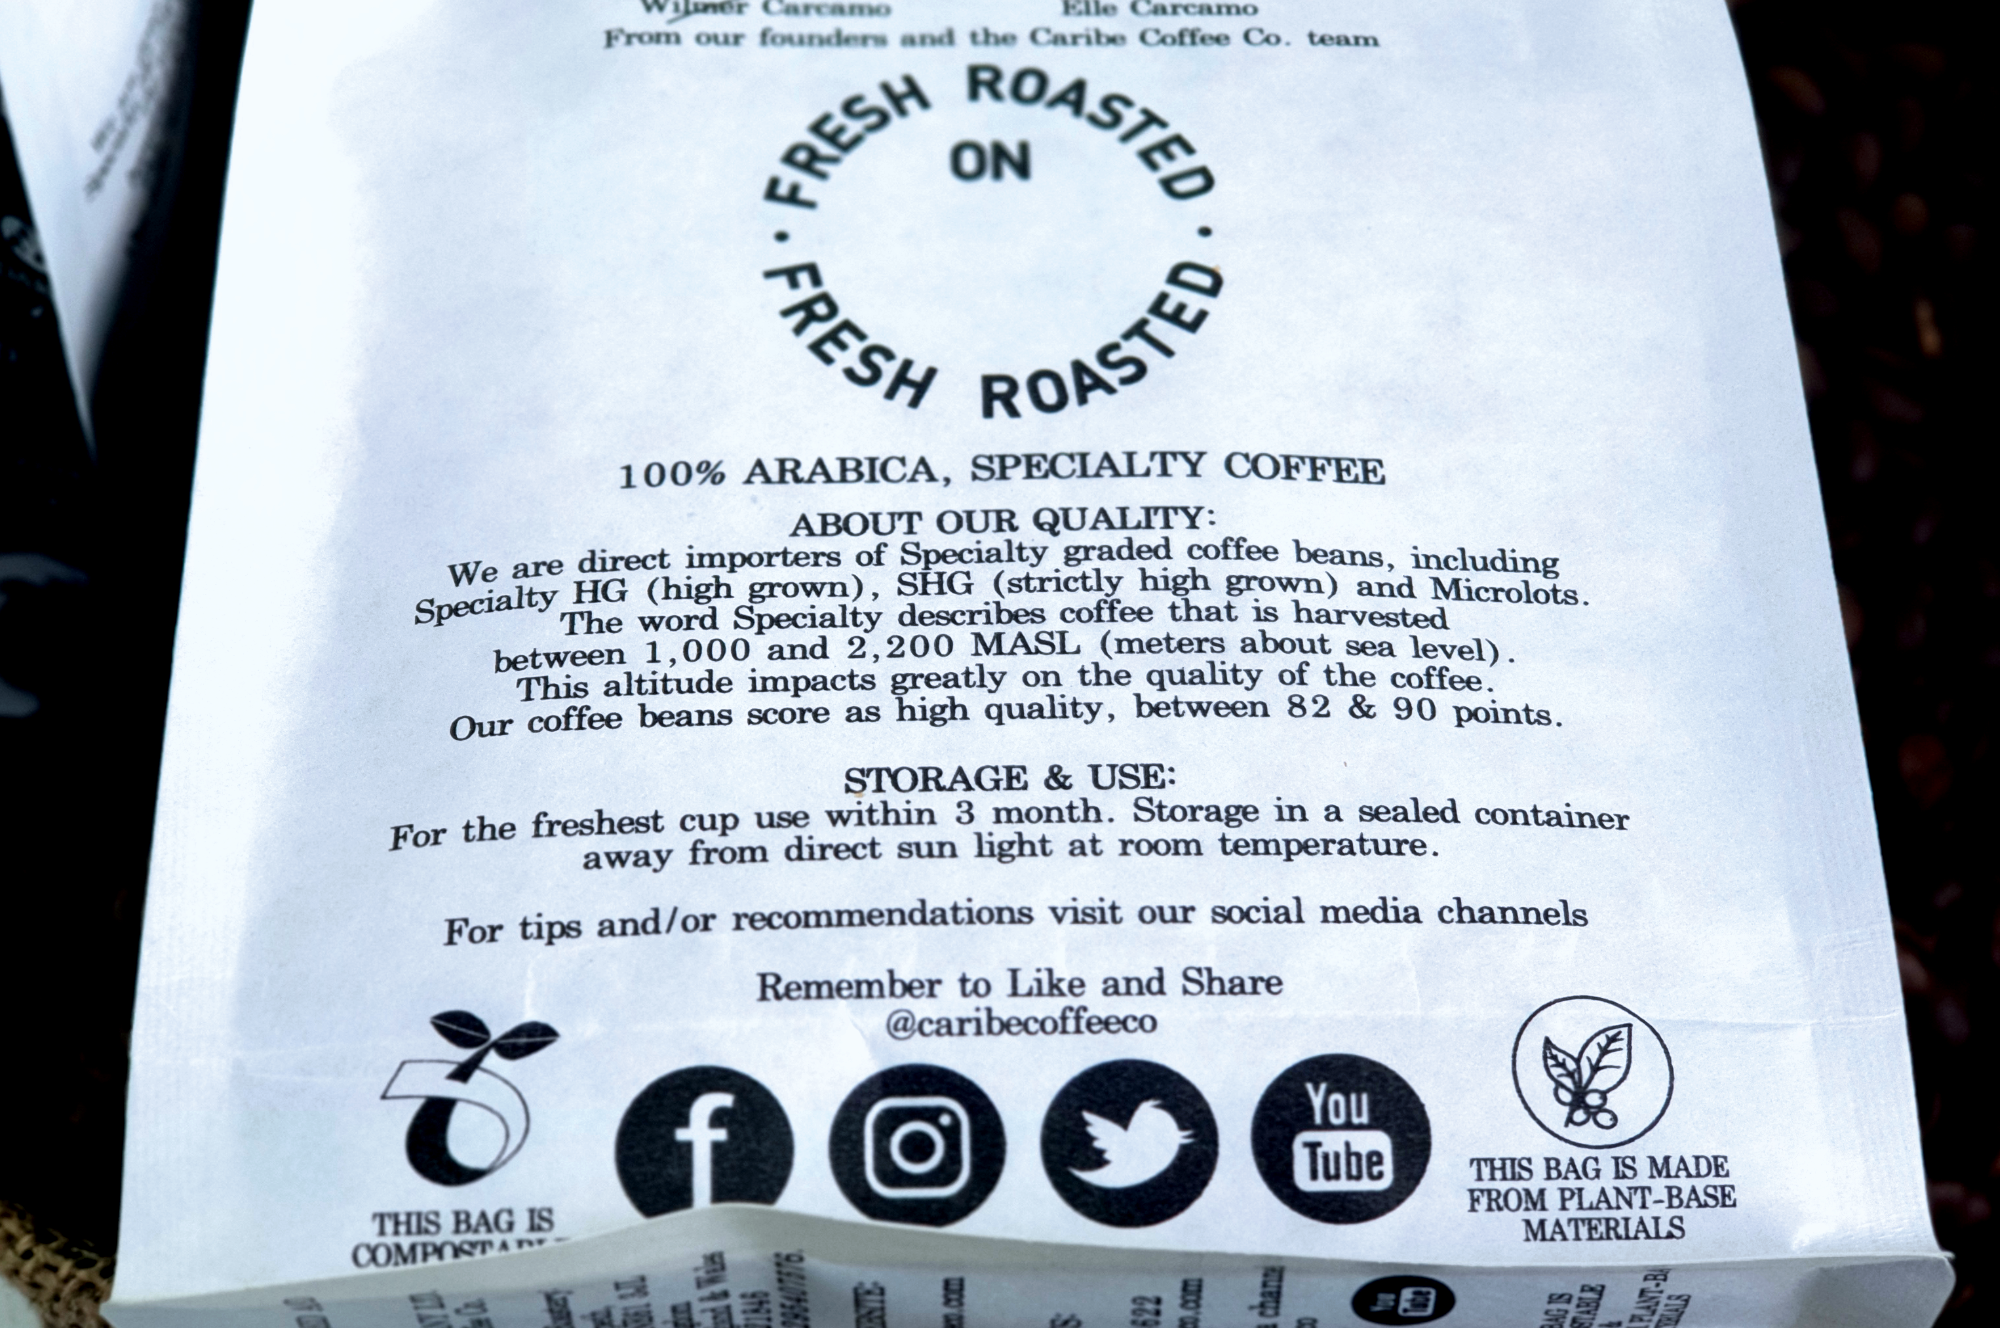 Wilmer Carcamo Elle Carcamo
From our founders and the Caribe Coffee Co. team
· FRESH ROASTED ·
ON
FRESH ROASTED
100% ARABICA, SPECIALTY COFFEE
ABOUT OUR QUALITY:
We are direct importers of Specialty graded coffee beans, including
Specialty HG (high grown), SHG (strictly high grown) and Microlots.
The word Specialty describes coffee that is harvested
between 1,000 and 2,200 MASL (meters about sea level).
This altitude impacts greatly on the quality of the coffee.
Our coffee beans score as high quality, between 82 & 90 points.
STORAGE & USE:
For the freshest cup use within 3 month. Storage in a sealed container
away from direct sun light at room temperature.
For tips and/or recommendations visit our social media channels
Remember to Like and Share
@caribecoffeeco
You
Tube
THIS BAG IS
COMPOSTABLE
THIS BAG IS MADE
FROM PLANT-BASE
MATERIALS
You
Tube